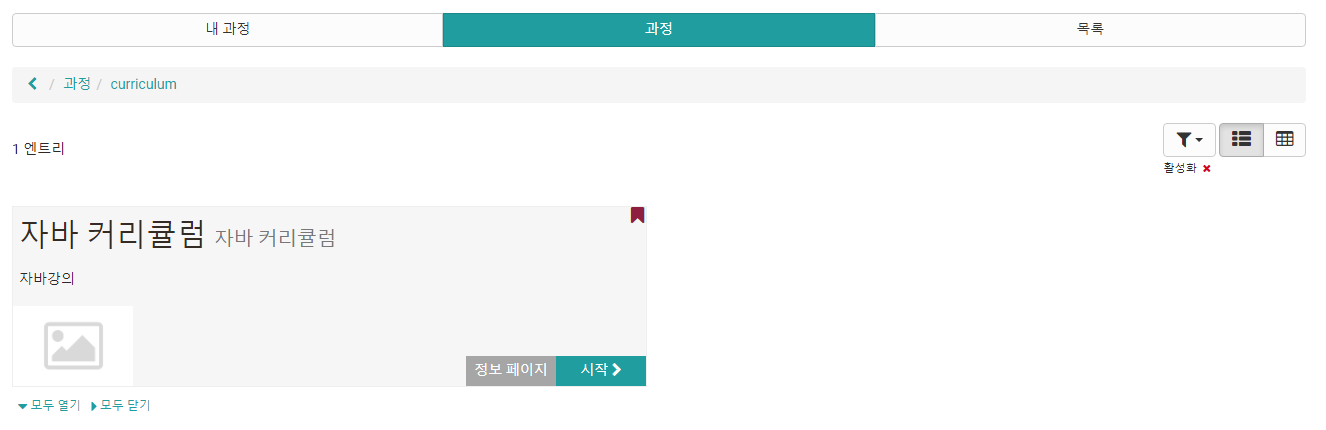 내 과정 과정 목록
/ 과정 / curriculum
1 엔트리
활성화
자바 커리큘럼 자바 커리큘럼
자바강의
정보 페이지 시작
모두 열기 모두 닫기